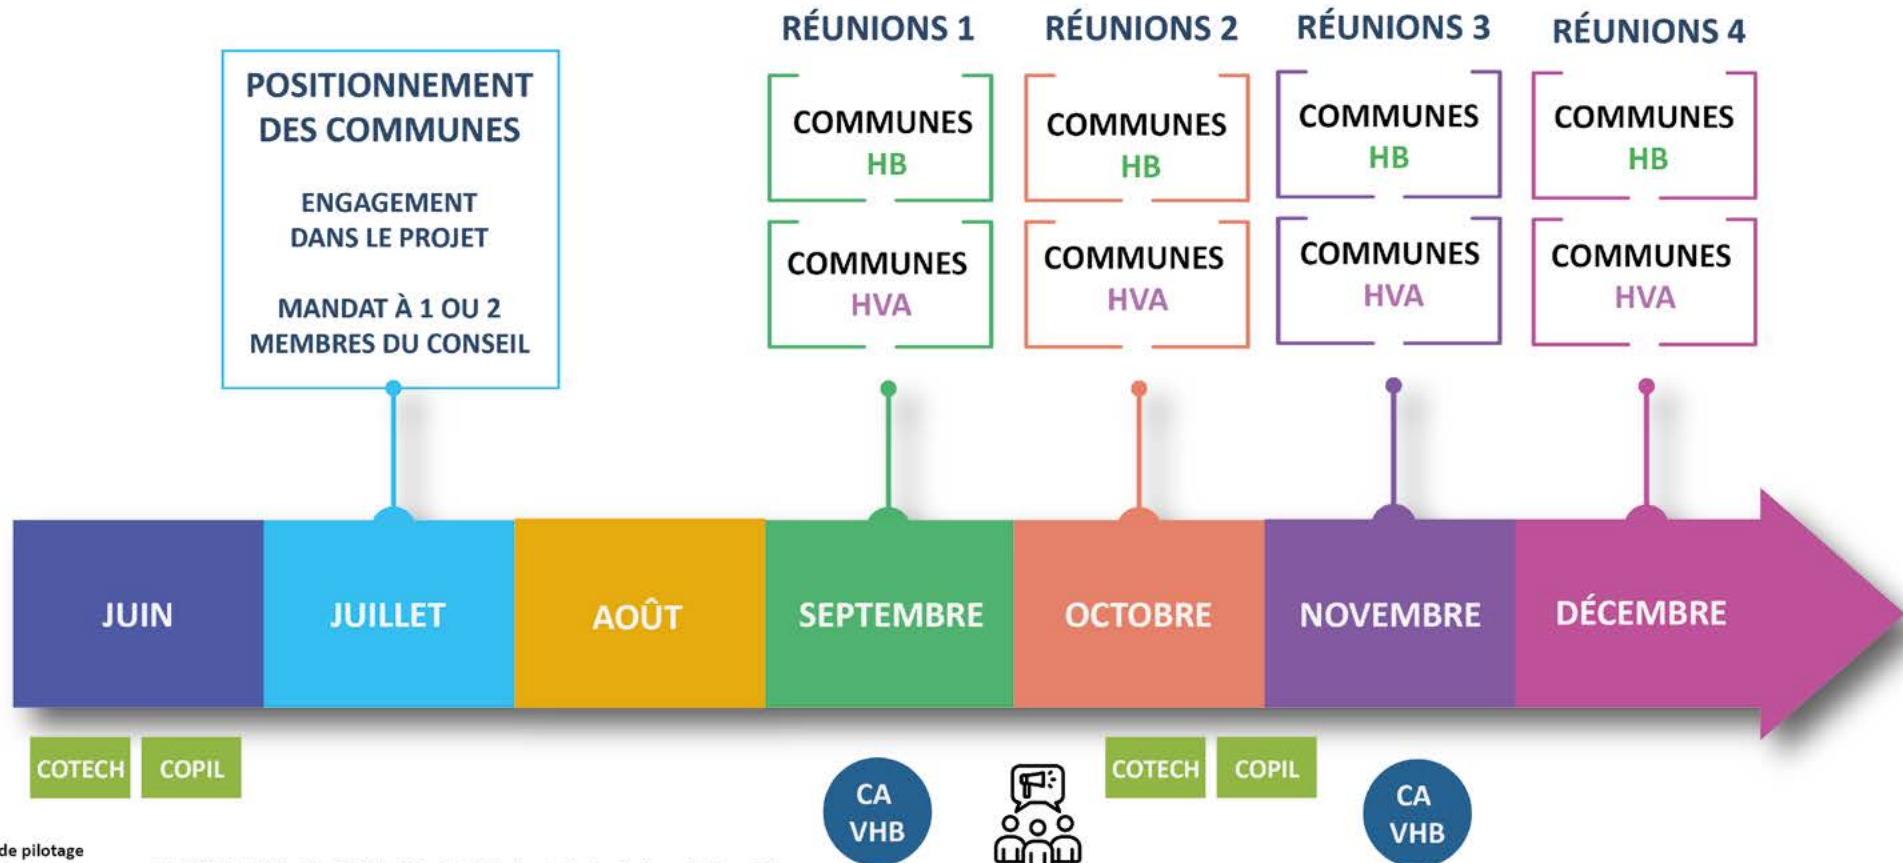 RÉUNIONS 1
RÉUNIONS 2
RÉUNIONS 3
RÉUNIONS 4
POSITIONNEMENT
DES COMMUNES
ENGAGEMENT
DANS LE PROJET
MANDAT À 1 OU 2
MEMBRES DU CONSEIL
COMMUNES
HB
COMMUNES
HB
COMMUNES
HB
COMMUNES
HB
COMMUNES
HVA
COMMUNES
HVA
COMMUNES
HVA
COMMUNES
HVA
JUIN
JUILLET
AOÛT
SEPTEMBRE
OCTOBRE
NOVEMBRE
DÉCEMBRE
COTECH
COPIL
CA
VHB
COTECH
COPIL
CA
VHB
de pilotage